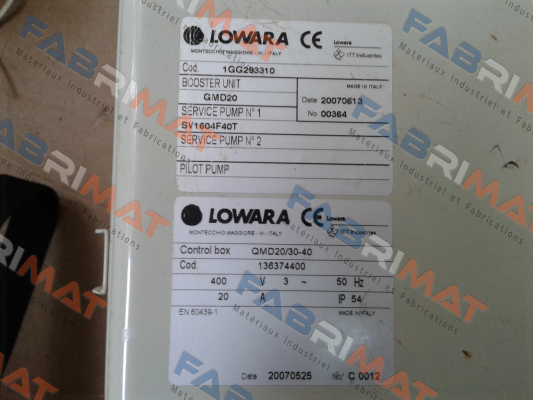 LOWARA CE Lowara
MONTECCHIO MAGGIORE - VI - ITALY ITT Industries
Cod. 1GG293310
BOOSTER UNIT MADE IN ITALY
GMD20 Date 20070613
SERVICE PUMP N° 1 No 00364
SV1604F40T
SERVICE PUMP N° 2
PILOT PUMP
LOWARA CE Lowara
MONTECCHIO MAGGIORE - VI - ITALY ITT Industries
Control box QMD20/30-40
Cod. 136374400
400 V 3 ~ 50 Hz
20 A IP 54
EN 60439-1 MADE IN ITALY
Date 20070525 No. C 0012
FABRIMAT
Materiaux Industriel et Fabrications